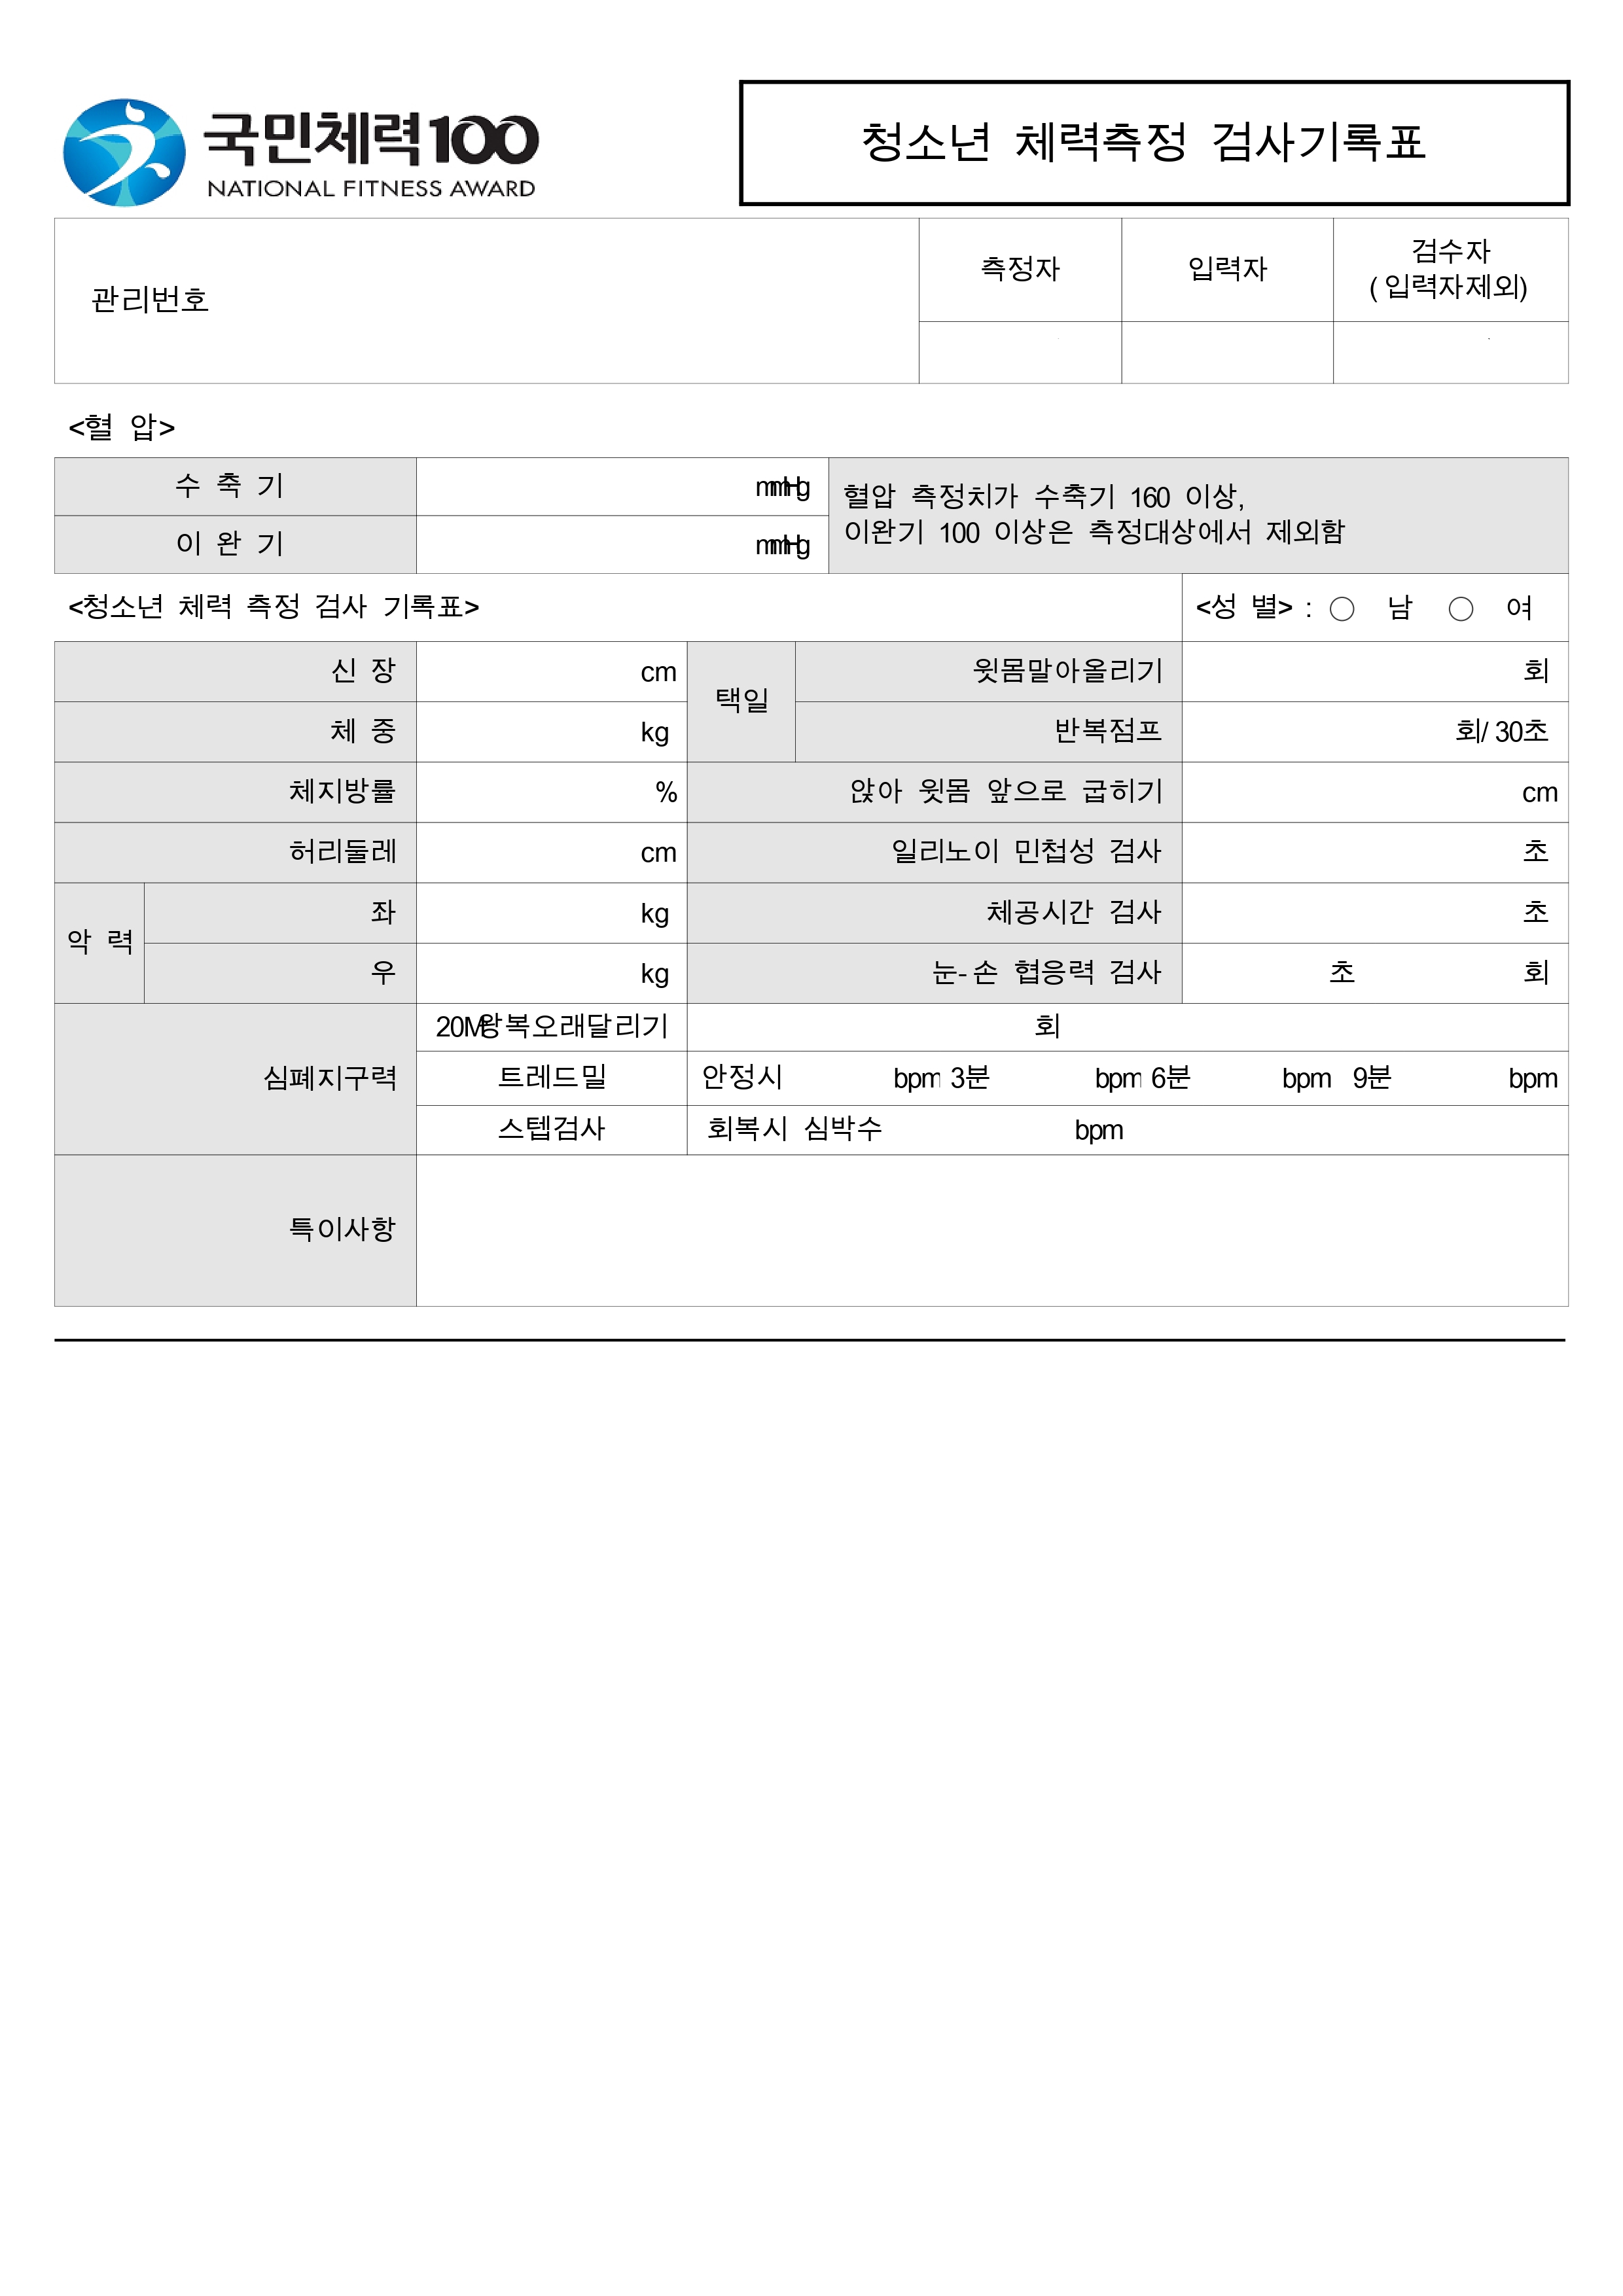 국민체력100
NATIONAL FITNESS AWARD
청소년 체력측정 검사기록표
관리번호
측정자
입력자
검수자
(입력자제외)
<혈 압>
수 축 기 mmHg
이 완 기 mmHg
혈압 측정치가 수축기 160 이상,
이완기 100 이상은 측정대상에서 제외함
<청소년 체력 측정 검사 기록표>
<성 별> : ○ 남 ○ 여
신 장 cm
택일
윗몸말아올리기 회
체 중 kg
반복점프 회/30초
체지방률 %
앉아 윗몸 앞으로 굽히기 cm
허리둘레 cm
일리노이 민첩성 검사 초
악 력
좌 kg
체공시간 검사 초
우 kg
눈-손 협응력 검사 초 회
심폐지구력
20M왕복오래달리기 회
트레드밀 안정시 bpm 3분 bpm 6분 bpm 9분 bpm
스텝검사 회복시 심박수 bpm
특이사항